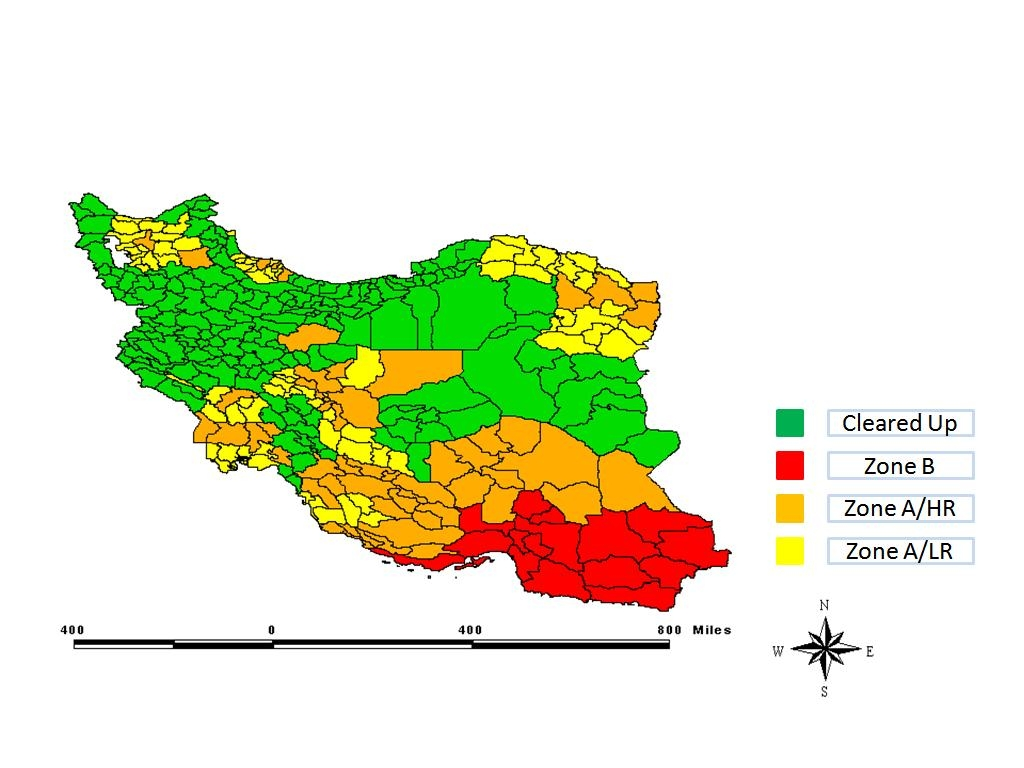 Cleared Up
Zone B
Zone A/HR
Zone A/LR
400 0 400 800 Miles
N
W E
S